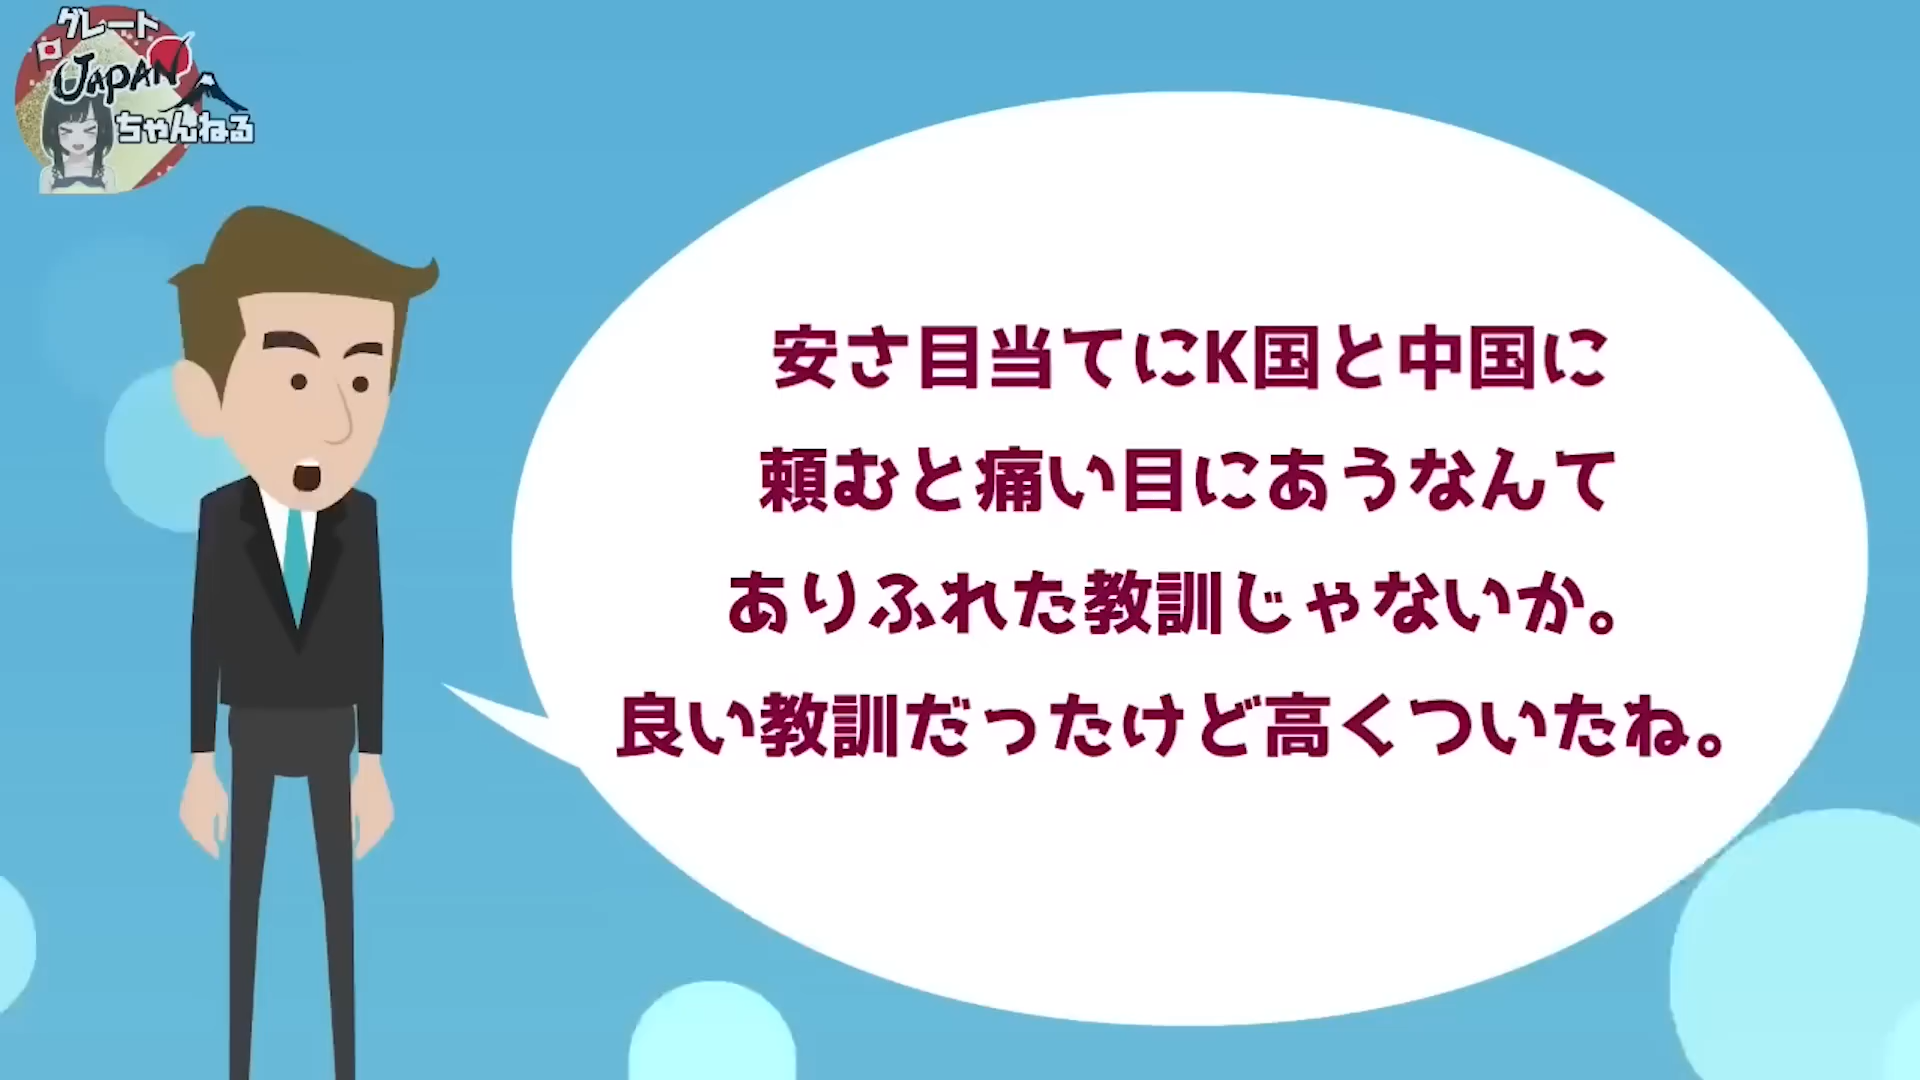 グレート
JAPAN
ちゃんねる
安さ目当てにK国と中国に
頼むと痛い目にあうなんて
ありふれた教訓じゃないか。
良い教訓だったけど高くついたね。